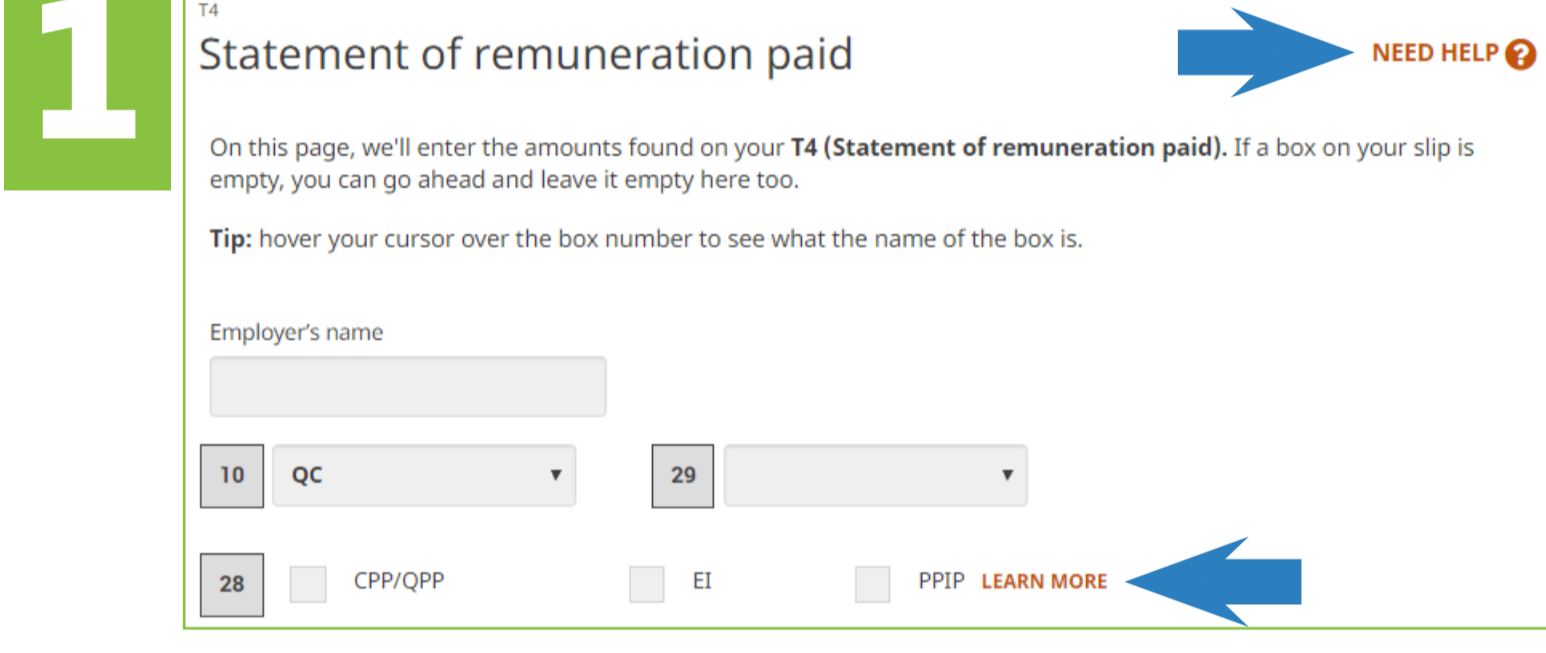 1
T4
Statement of remuneration paid
NEED HELP ?
On this page, we'll enter the amounts found on your T4 (Statement of remuneration paid). If a box on your slip is
empty, you can go ahead and leave it empty here too.
Tip: hover your cursor over the box number to see what the name of the box is.
Employer’s name
10 QC 29
28 CPP/QPP EI PPIP LEARN MORE